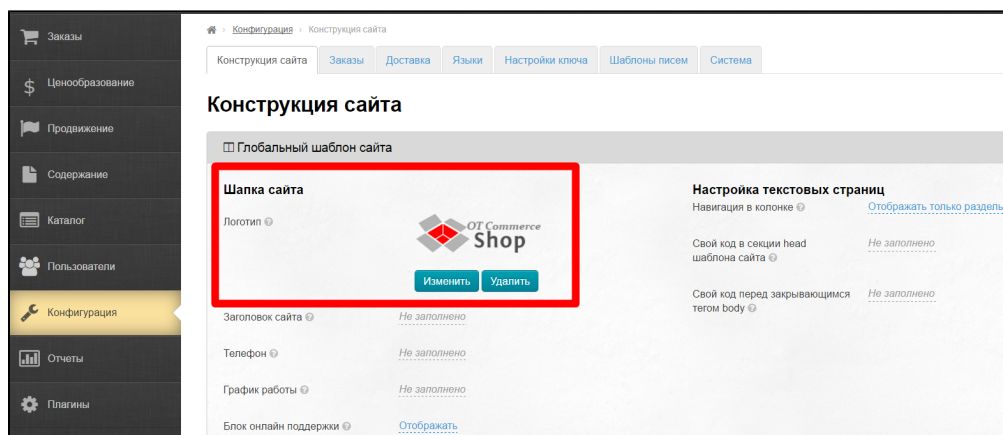 Заказы
Ценообразование
Продвижение
Содержание
Каталог
Пользователи
Конфигурация
Отчеты
Плагины
Конфигурация › Конструкция сайта
Конструкция сайта Заказы Доставка Языки Настройки ключа Шаблоны писем Система
Конструкция сайта
Глобальный шаблон сайта
Шапка сайта
Логотип
OT Commerce
Shop
Изменить Удалить
Заголовок сайта Не заполнено
Телефон Не заполнено
График работы Не заполнено
Блок онлайн поддержки Отображать
Настройка текстовых страниц
Навигация в колонке Отображать только разделы
Свой код в секции head Не заполнено
шаблона сайта
Свой код перед закрывающимся Не заполнено
тегом body